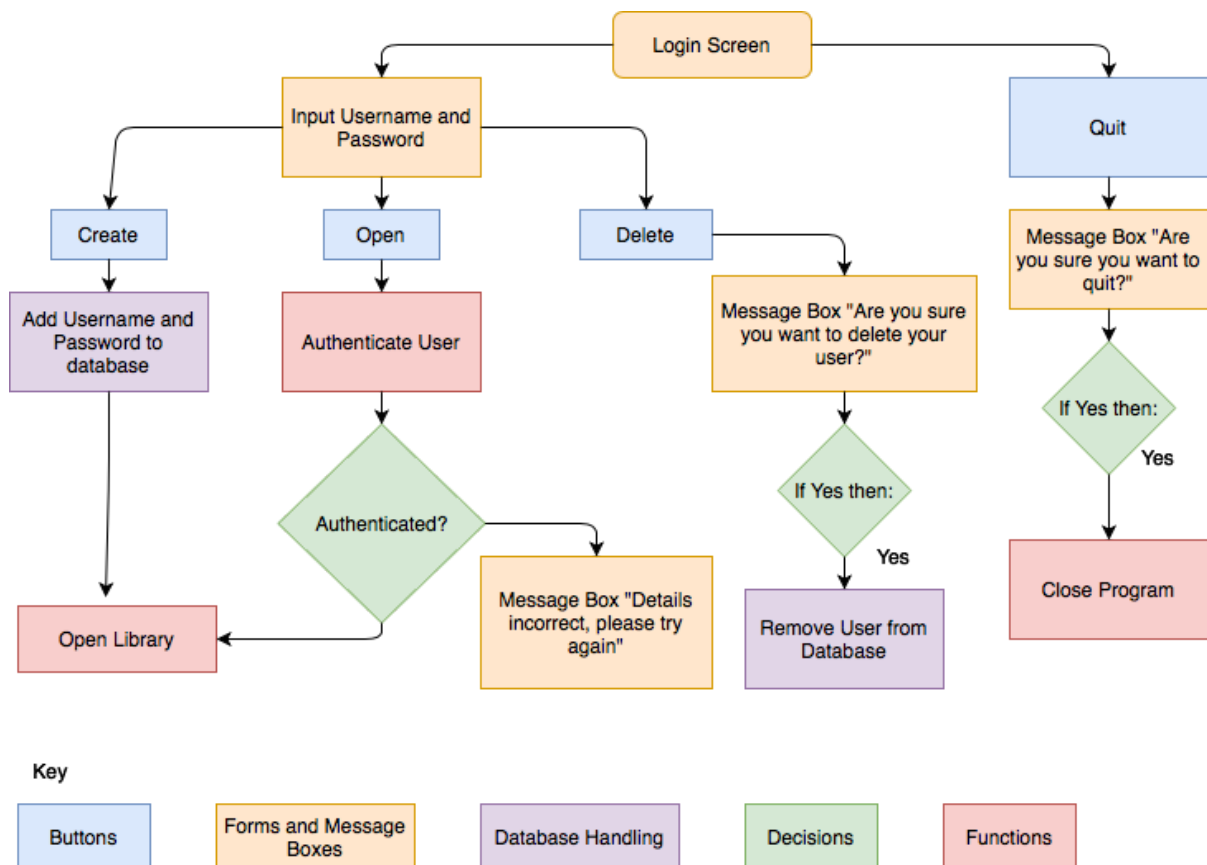 Login Screen
Input Username and
Password
Quit
Create
Open
Delete
Message Box "Are
you sure you want to
quit?"
Add Username and
Password to
database
Authenticate User
Message Box "Are you sure
you want to delete your
user?"
If Yes then:
Yes
If Yes then:
Yes
Authenticated?
Message Box "Details
incorrect, please try
again"
Close Program
Open Library
Remove User from
Database
Key
Buttons
Forms and Message
Boxes
Database Handling
Decisions
Functions